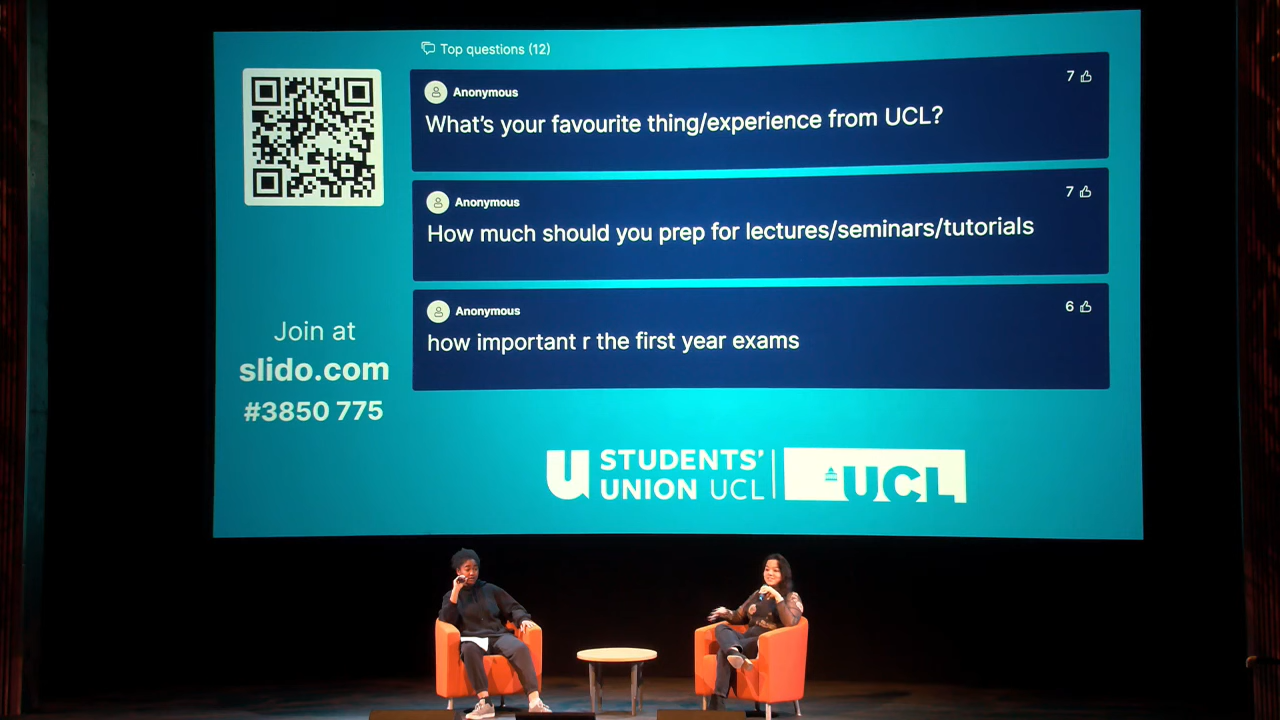 Top questions (12)
Anonymous
7
What's your favourite thing/experience from UCL?
Anonymous
7
How much should you prep for lectures/seminars/tutorials
Anonymous
6
how important r the first year exams
Join at
slido.com
#3850 775
STUDENTS'
UNION UCL
UCL